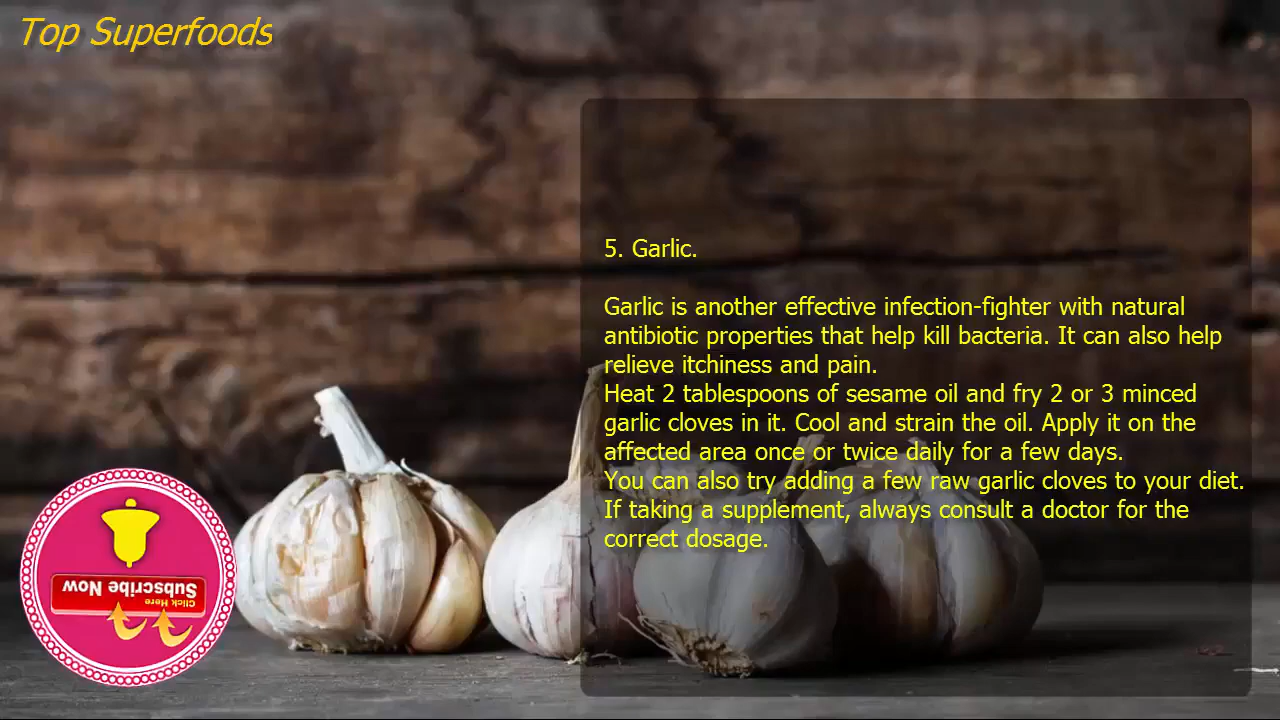 Top Superfoods
5. Garlic.
Garlic is another effective infection-fighter with natural
antibiotic properties that help kill bacteria. It can also help
relieve itchiness and pain.
Heat 2 tablespoons of sesame oil and fry 2 or 3 minced
garlic cloves in it. Cool and strain the oil. Apply it on the
affected area once or twice daily for a few days.
You can also try adding a few raw garlic cloves to your diet.
If taking a supplement, always consult a doctor for the
correct dosage.
Subscribe Now
Click Here